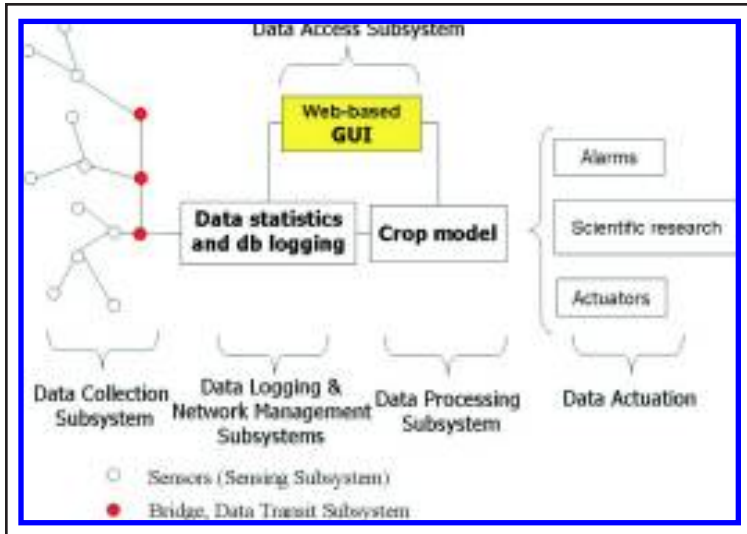 Data Access Subsystem
Web-based
GUI
Alarms
Data statistics
and db logging
Crop model
Scientific research
Actuators
Data Collection
Subsystem
Data Logging &
Network Management
Subsystems
Data Processing
Subsystem
Data Actuation
Sensors (Sensing Subsystem)
Bridge, Data Transit Subsystem